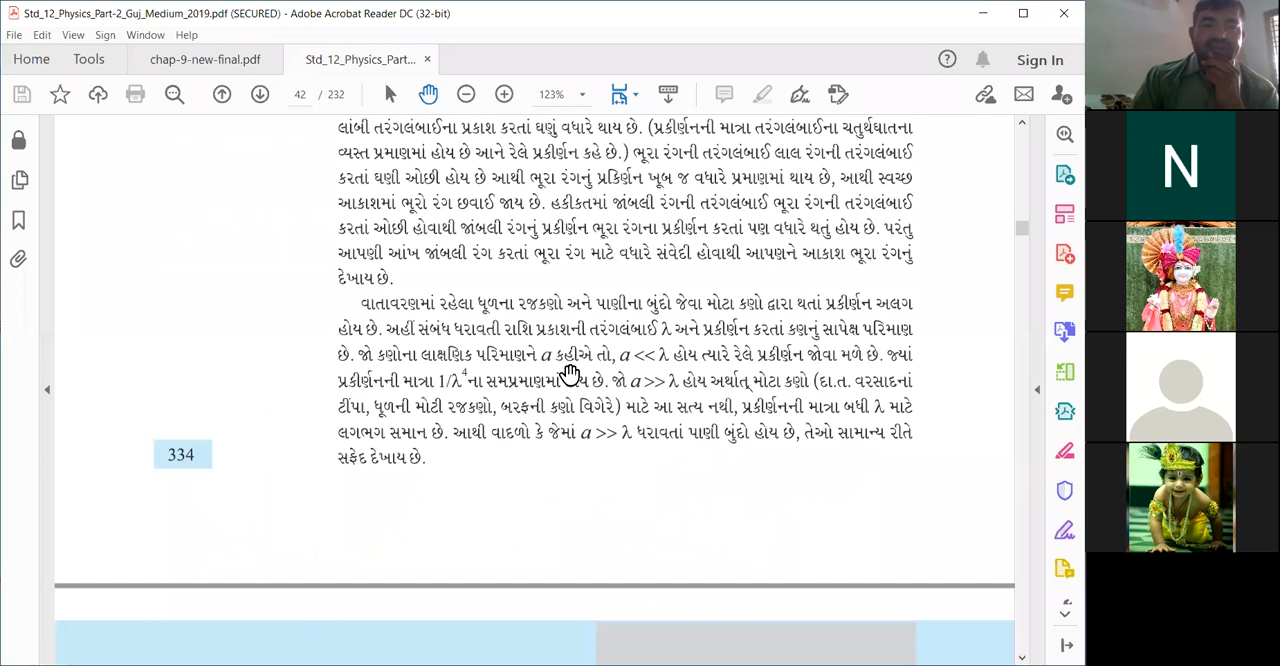 Std_12_Physics_Part-2_Guj_Medium_2019.pdf (SECURED) - Adobe Acrobat Reader DC (32-bit)
File Edit View Sign Window Help
Home Tools chap-9-new-final.pdf Std_12_Physics_Part... × Sign In
42 / 232 123%
લાંબી તરંગલંબાઈના પ્રકાશ કરતાં ઘણું વધારે થાય છે. (પ્રકીર્ણનની માત્રા તરંગલંબાઈના ચતુર્થઘાતના
વ્યસ્ત પ્રમાણમાં હોય છે આને રેલે પ્રકીર્ણન કહે છે.) ભૂરા રંગની તરંગલંબાઈ લાલ રંગની તરંગલંબાઈ
કરતાં ઘણી ઓછી હોય છે આથી ભૂરા રંગનું પ્રકિર્ણન ખૂબ જ વધારે પ્રમાણમાં થાય છે, આથી સ્વચ્છ
આકાશમાં ભૂરો રંગ છવાઈ જાય છે. હકીકતમાં જાંબલી રંગની તરંગલંબાઈ ભૂરા રંગની તરંગલંબાઈ
કરતાં ઓછી હોવાથી જાંબલી રંગનું પ્રકીર્ણન ભૂરા રંગના પ્રકીર્ણન કરતાં પણ વધારે થતું હોય છે. પરંતુ
આપણી આંખ જાંબલી રંગ કરતાં ભૂરા રંગ માટે વધારે સંવેદી હોવાથી આપણને આકાશ ભૂરા રંગનું
દેખાય છે.
વાતાવરણમાં રહેલા ધૂળના રજકણો અને પાણીના બુંદો જેવા મોટા કણો દ્વારા થતાં પ્રકીર્ણન અલગ
હોય છે. અહીં સંબંધ ધરાવતી રાશિ પ્રકાશની તરંગલંબાઈ λ અને પ્રકીર્ણન કરતાં કણનું સાપેક્ષ પરિમાણ
છે. જો કણોના લાક્ષણિક પરિમાણને a કહીએ તો, a << λ હોય ત્યારે રેલે પ્રકીર્ણન જોવા મળે છે. જ્યાં
પ્રકીર્ણનની માત્રા 1/λ⁴ના સમપ્રમાણમાં છે. જો a >> λ હોય અર્થાત્ મોટા કણો (દા.ત. વરસાદનાં
ટીંપા, ધૂળની મોટી રજકણો, બરફની કણો વિગેરે) માટે આ સત્ય નથી, પ્રકીર્ણનની માત્રા બધી λ માટે
લગભગ સમાન છે. આથી વાદળો કે જેમાં a >> λ ધરાવતાં પાણી બુંદો હોય છે, તેઓ સામાન્ય રીતે
સફેદ દેખાય છે.
334
N